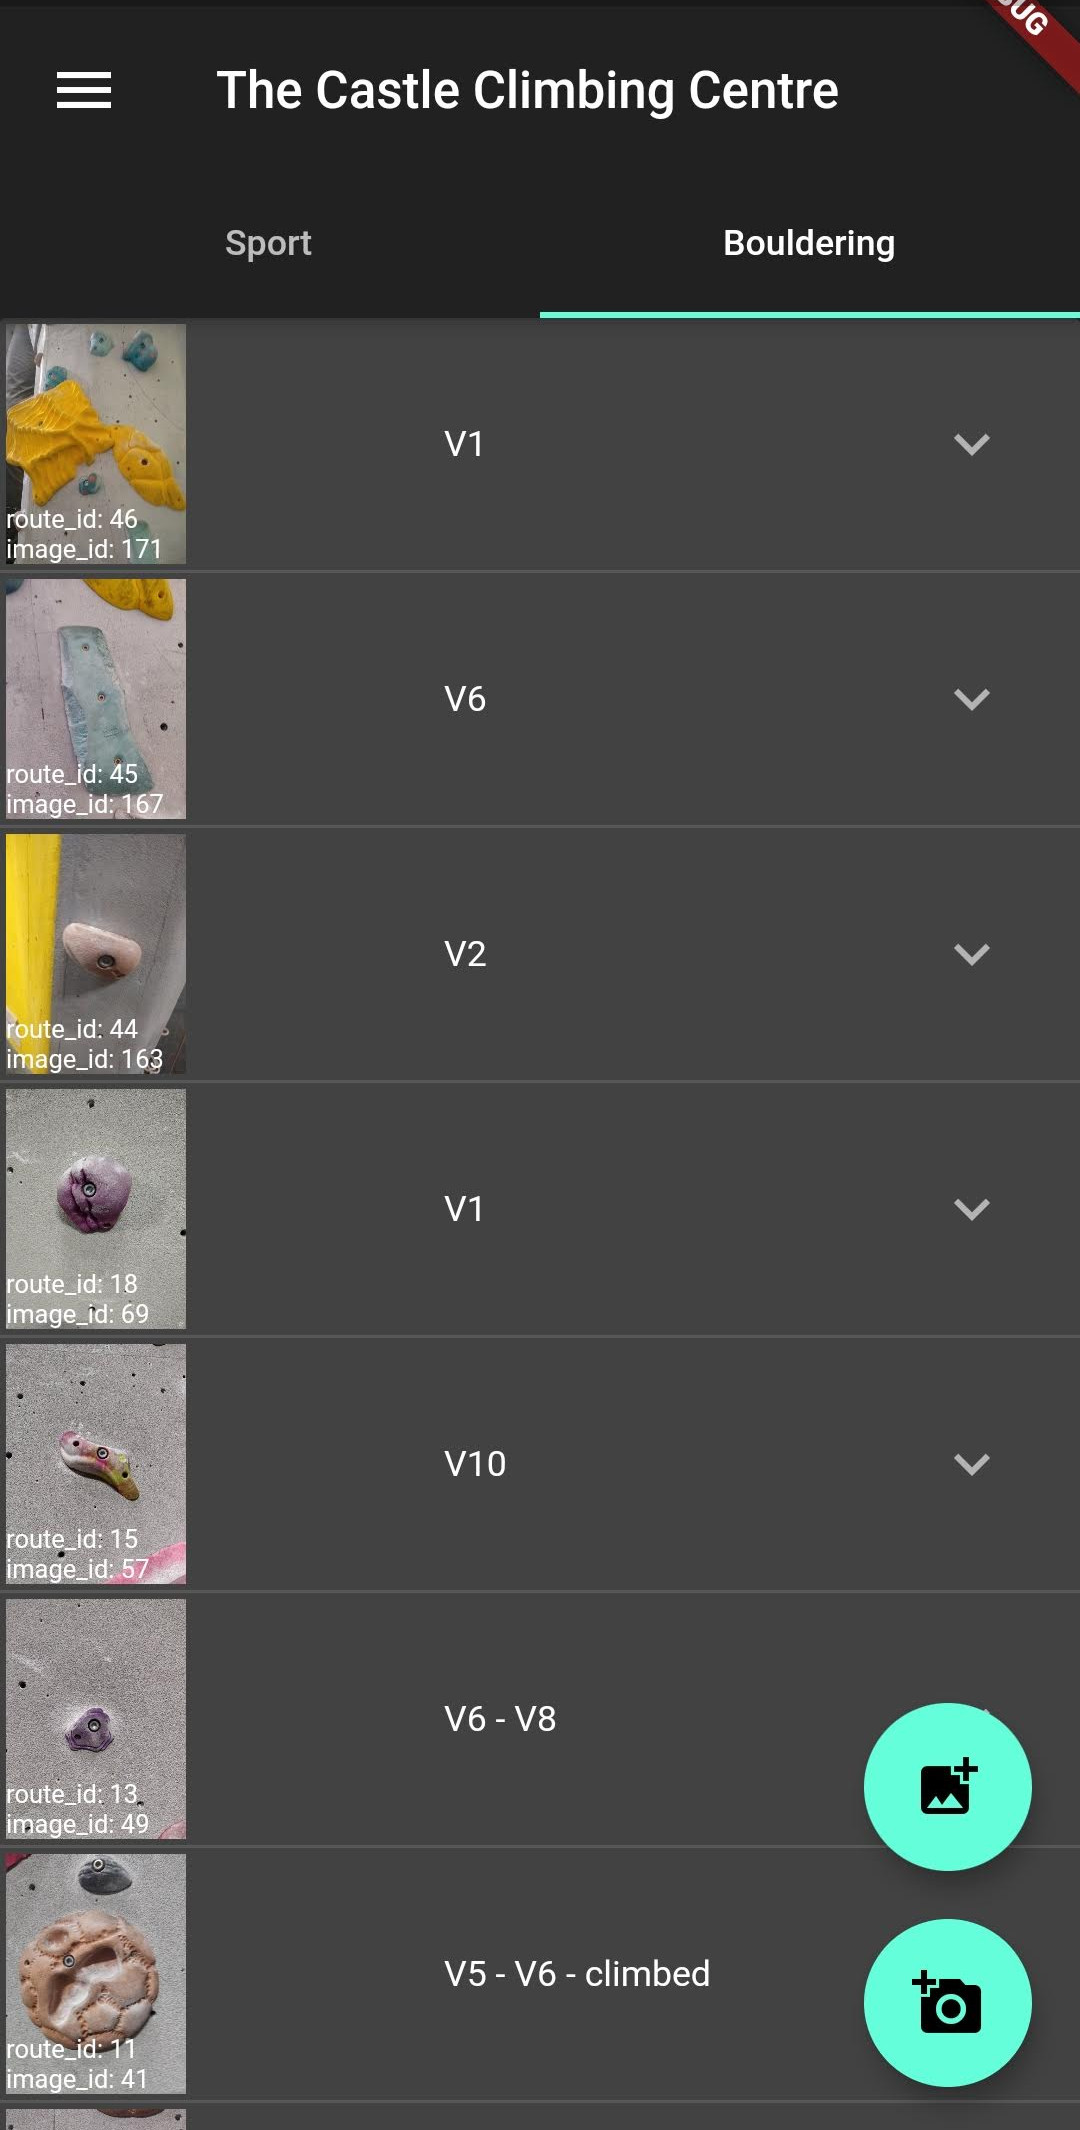 The Castle Climbing Centre
Sport
Bouldering
V1
route_id: 46
image_id: 171
V6
route_id: 45
image_id: 167
V2
route_id: 44
image_id: 163
V1
route_id: 18
image_id: 69
V10
route_id: 15
image_id: 57
V6 - V8
route_id: 13
image_id: 49
V5 - V6 - climbed
route_id: 11
image_id: 41